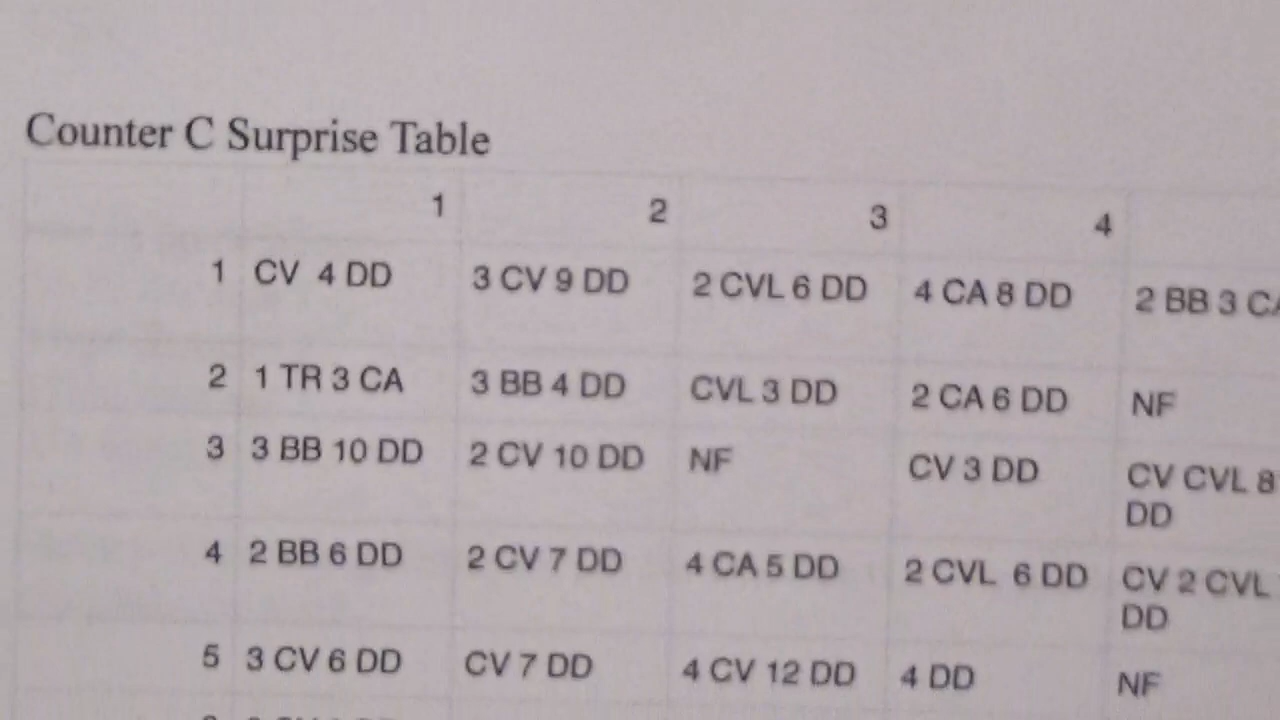 Counter C Surprise Table
1 2 3 4
1 CV 4 DD 3 CV 9 DD 2 CVL 6 DD 4 CA 8 DD 2 BB 3 CA
2 1 TR 3 CA 3 BB 4 DD CVL 3 DD 2 CA 6 DD NF
3 3 BB 10 DD 2 CV 10 DD NF CV 3 DD CV CVL 8
DD
4 2 BB 6 DD 2 CV 7 DD 4 CA 5 DD 2 CVL 6 DD CV 2 CVL
DD
5 3 CV 6 DD CV 7 DD 4 CV 12 DD 4 DD NF